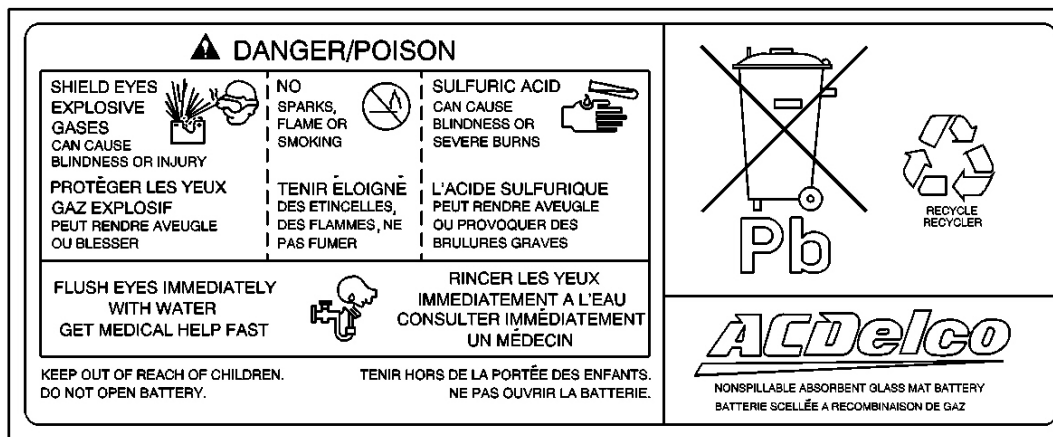 DANGER/POISON
SHIELD EYES
EXPLOSIVE
GASES
CAN CAUSE
BLINDNESS OR INJURY
PROTÉGER LES YEUX
GAZ EXPLOSIF
PEUT RENDRE AVEUGLE
OU BLESSER
NO
SPARKS,
FLAME OR
SMOKING
TENIR ÉLOIGNÉ
DES ETINCELLES,
DES FLAMMES, NE
PAS FUMER
SULFURIC ACID
CAN CAUSE
BLINDNESS OR
SEVERE BURNS
L'ACIDE SULFURIQUE
PEUT RENDRE AVEUGLE
OU PROVOQUER DES
BRULURES GRAVES
FLUSH EYES IMMEDIATELY
WITH WATER
GET MEDICAL HELP FAST
RINCER LES YEUX
IMMEDIATEMENT A L'EAU
CONSULTER IMMÉDIATEMENT
UN MÉDECIN
KEEP OUT OF REACH OF CHILDREN.
DO NOT OPEN BATTERY.
TENIR HORS DE LA PORTÉE DES ENFANTS.
NE PAS OUVRIR LA BATTERIE.
Pb
RECYCLE
RECYCLER
ACDelco
NONSPILLABLE ABSORBENT GLASS MAT BATTERY
BATTERIE SCELLÉE A RECOMBINAISON DE GAZ